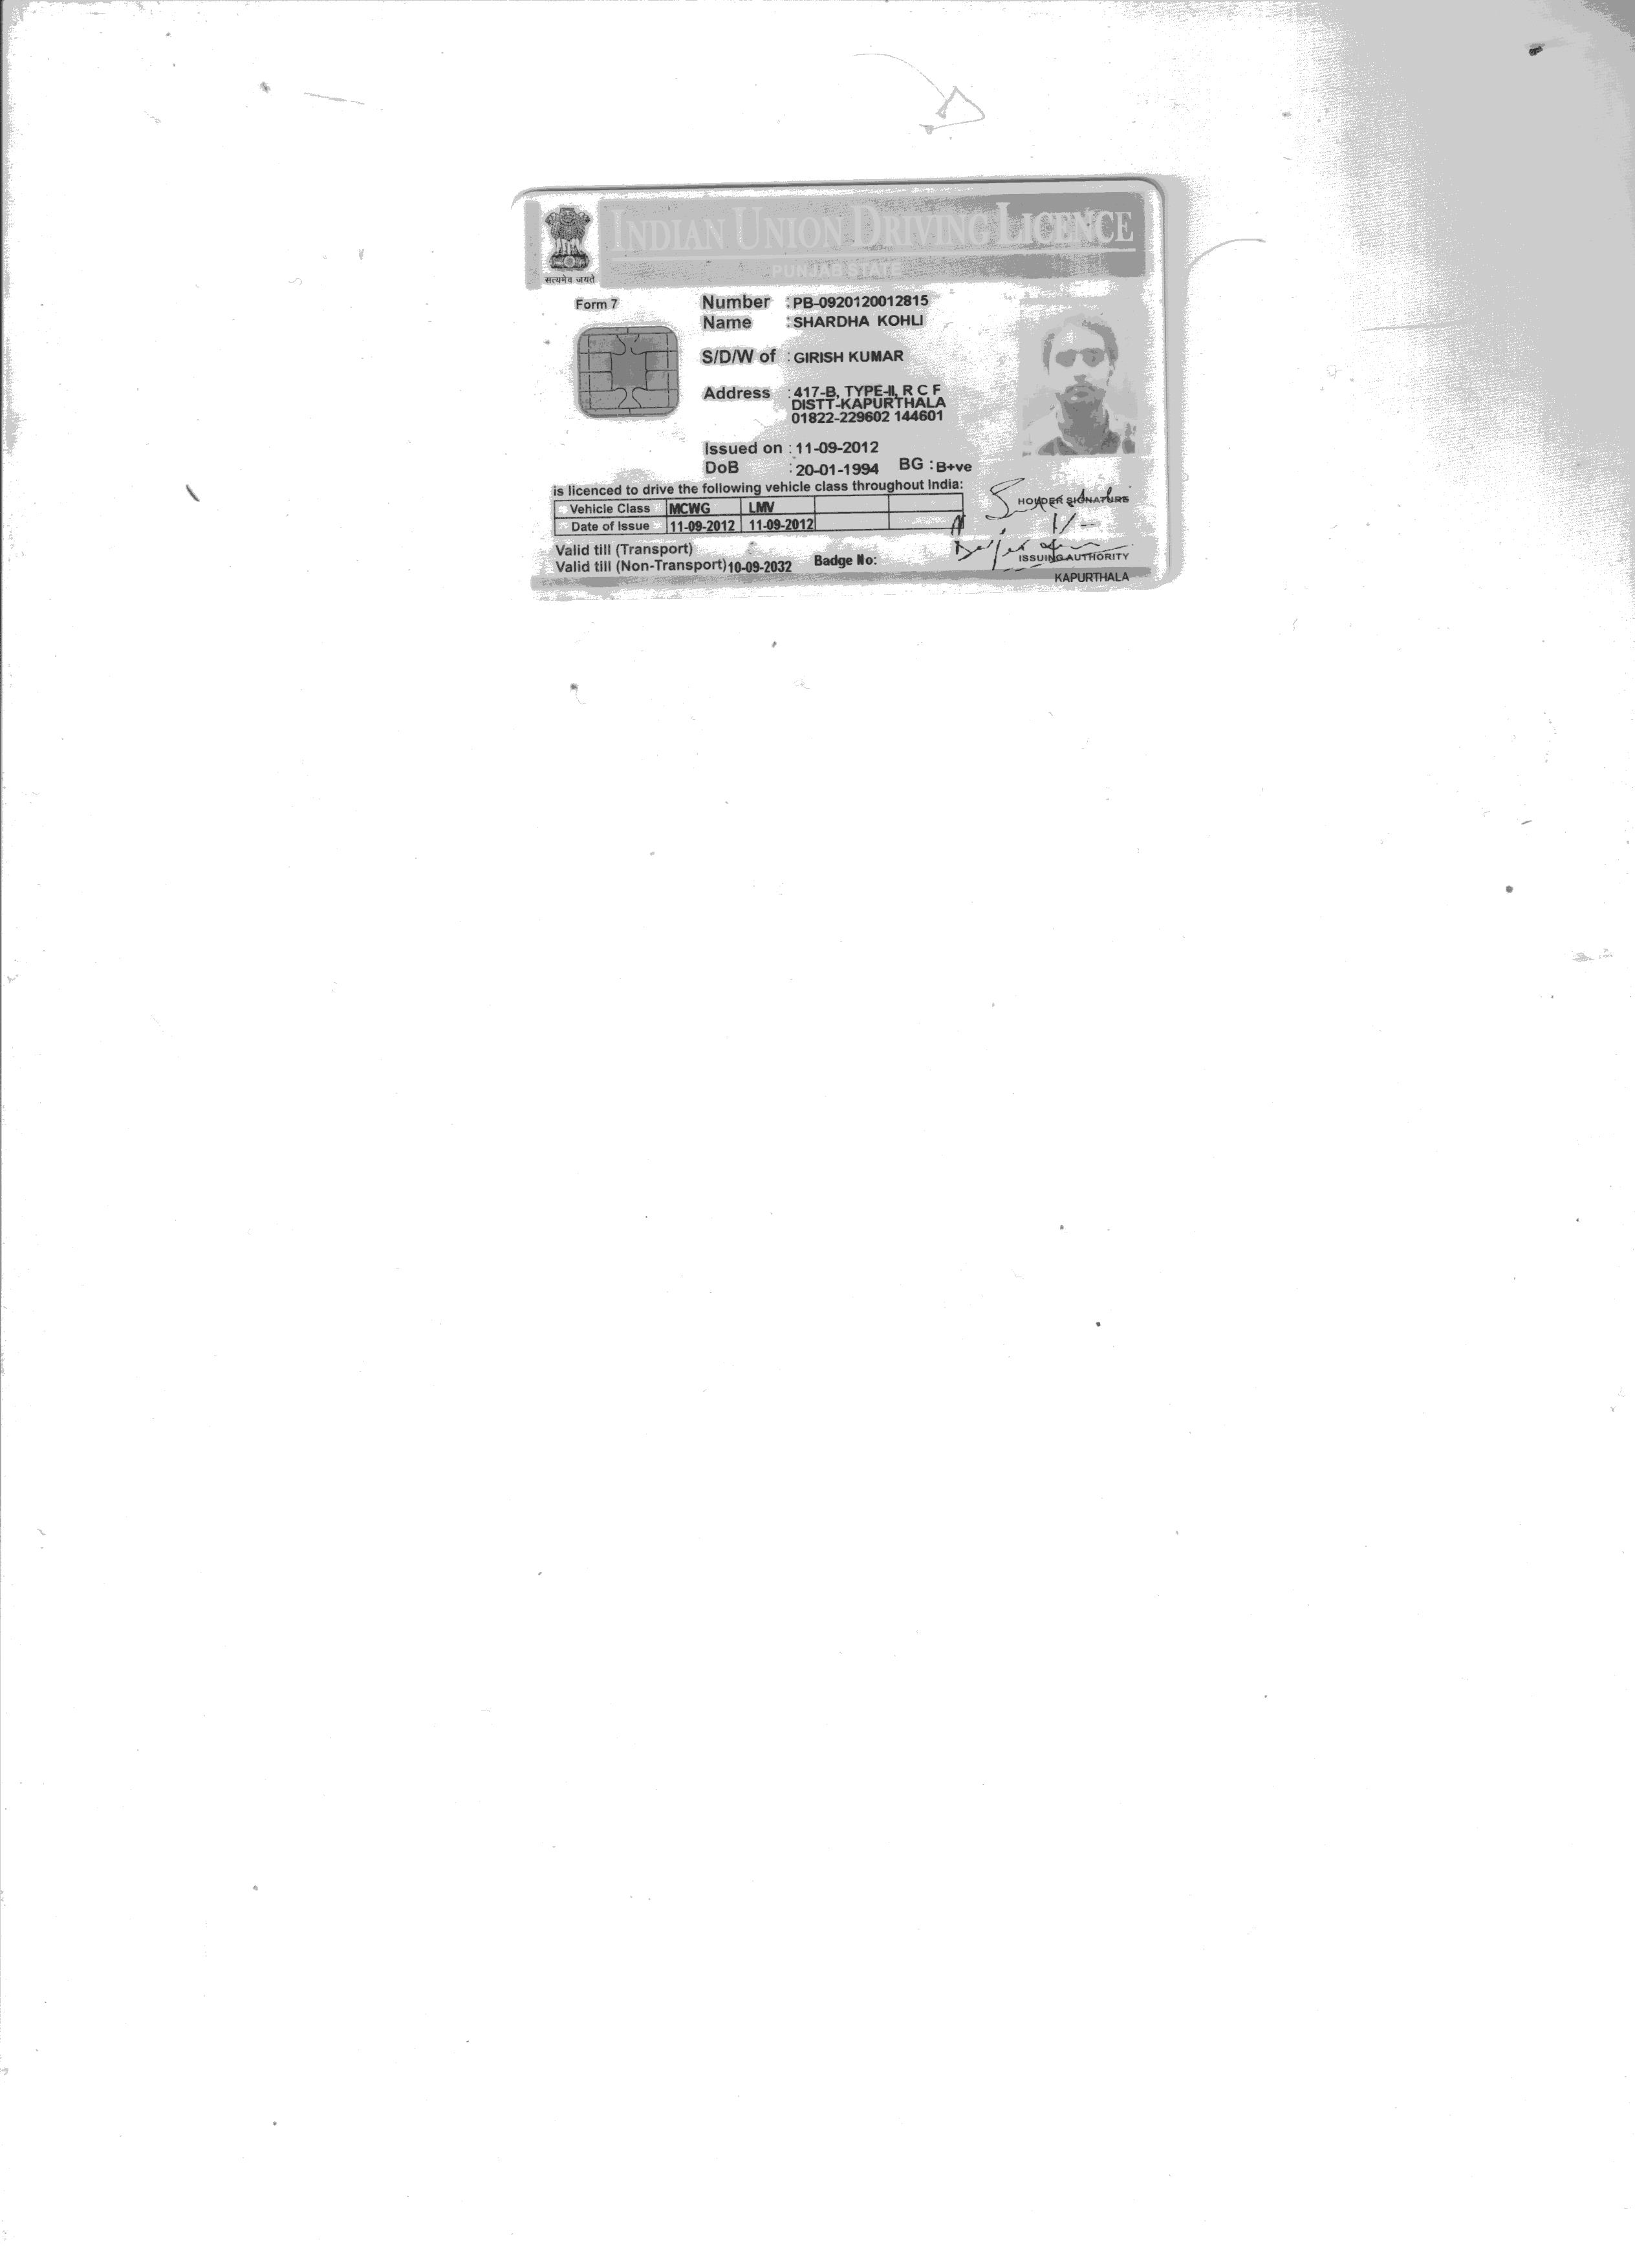 INDIAN UNION DRIVING LICENCE
PUNJAB STATE
सत्यमेव जयते
Form 7
Number : PB-0920120012815
Name : SHARDHA KOHLI
S/D/W of : GIRISH KUMAR
Address : 417-B, TYPE-II, R C F
DISTT-KAPURTHALA
01822-229602 144601
Issued on : 11-09-2012
DoB : 20-01-1994 BG : B+ve
is licenced to drive the following vehicle class throughout India:
Vehicle Class MCWG LMV
Date of Issue 11-09-2012 11-09-2012
HOLDER SIGNATURE
Valid till (Transport)
Valid till (Non-Transport) 10-09-2032 Badge No:
ISSUING AUTHORITY
KAPURTHALA